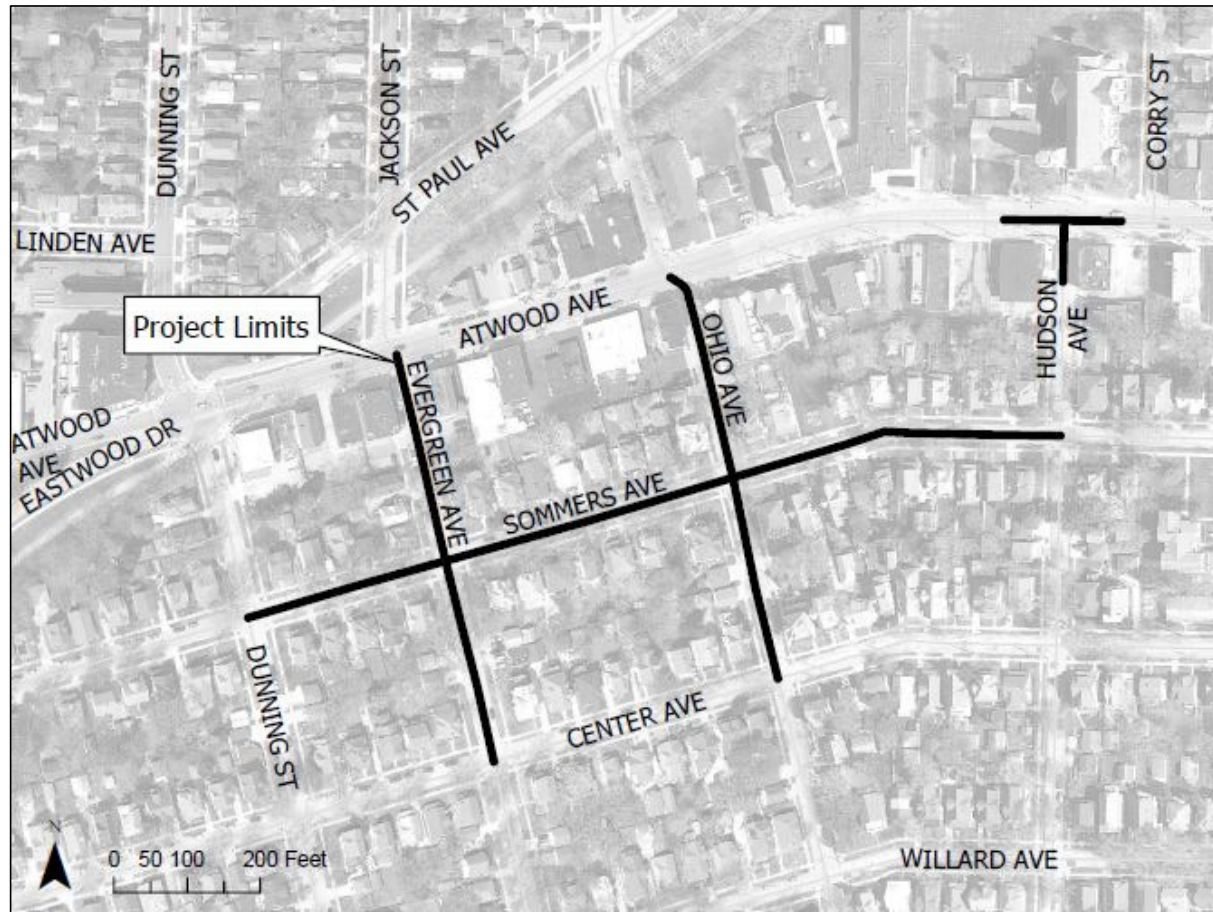 DUNNING ST
JACKSON ST
ST PAUL AVE
CORRY ST
LINDEN AVE
Project Limits
ATWOOD AVE
OHIO AVE
HUDSON
AVE
EVERGREEN AVE
ATWOOD
AVE
EASTWOOD DR
SOMMERS AVE
DUNNING ST
CENTER AVE
WILLARD AVE
N
0 50 100 200 Feet